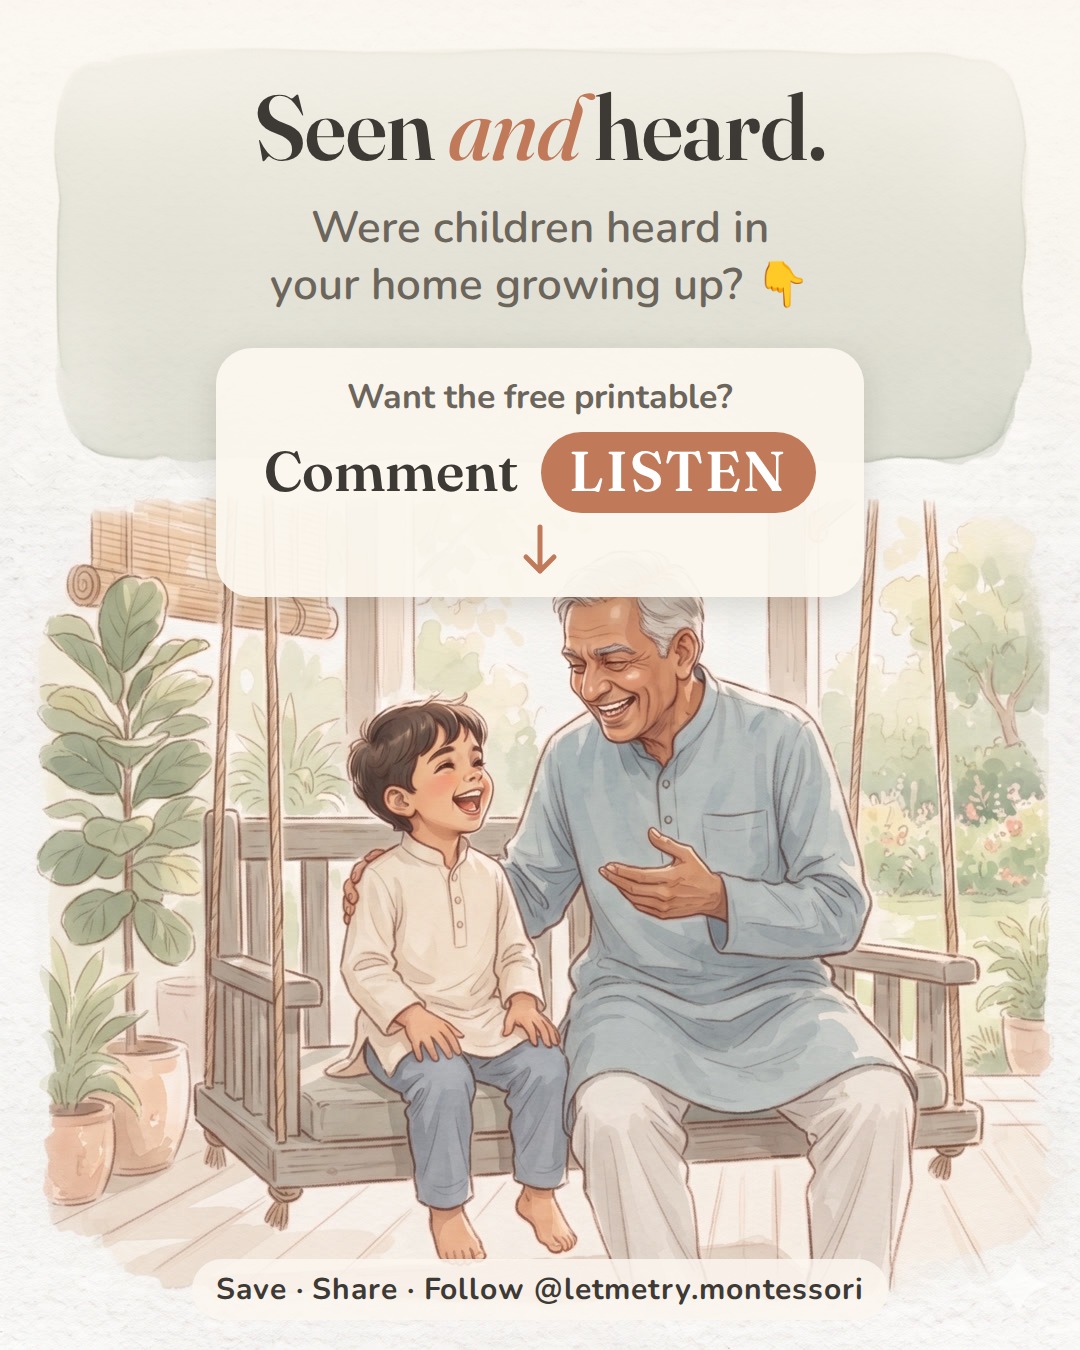 Seen and heard.
Were children heard in
your home growing up? 👇
Want the free printable?
Comment LISTEN
↓
Save · Share · Follow @letmetry.montessori